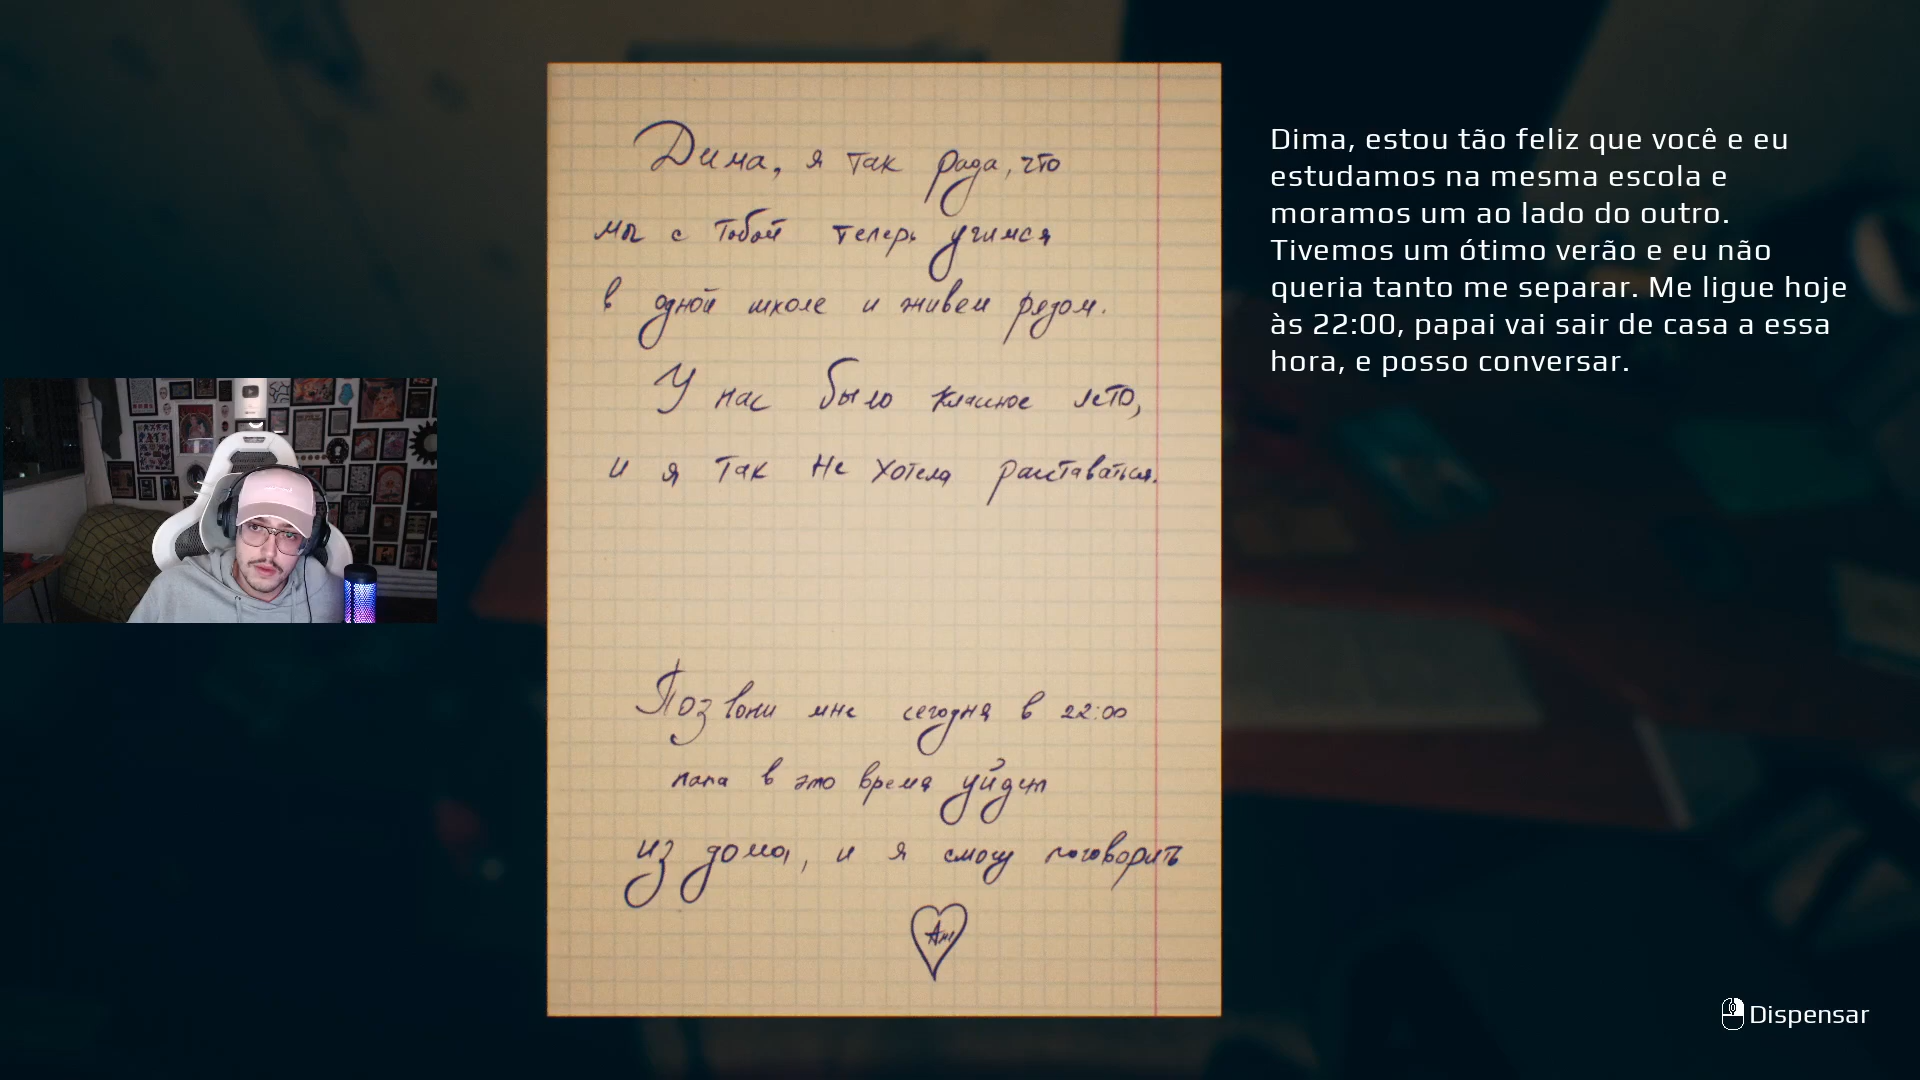 Дима, я так рада, что
мы с тобой теперь учимся
в одной школе и живем рядом.
У нас было классное лето,
и я так не хотела расставаться.
Позвони мне сегодня в 22:00
папа в это время уйдет
из дома, и я смогу поговорить
Аня
Dima, estou tão feliz que você e eu
estudamos na mesma escola e
moramos um ao lado do outro.
Tivemos um ótimo verão e eu não
queria tanto me separar. Me ligue hoje
às 22:00, papai vai sair de casa a essa
hora, e posso conversar.
Dispensar